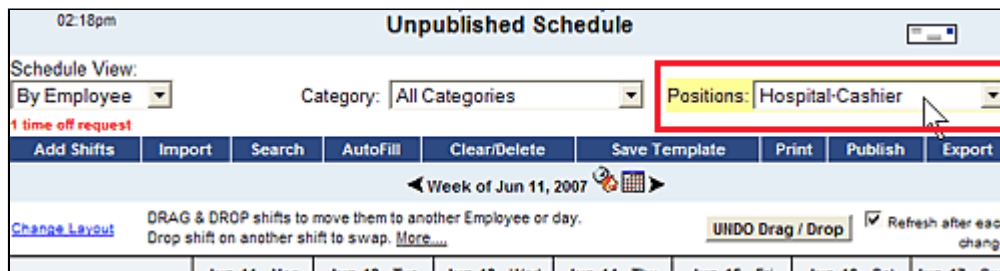 02:18pm
Unpublished Schedule
Schedule View:
By Employee Category: All Categories Positions: Hospital-Cashier
1 time off request
Add Shifts Import Search AutoFill Clear/Delete Save Template Print Publish Export
Week of Jun 11, 2007
Change Layout
DRAG & DROP shifts to move them to another Employee or day.
Drop shift on another shift to swap. More....
UNDO Drag / Drop
Refresh after eac
chang